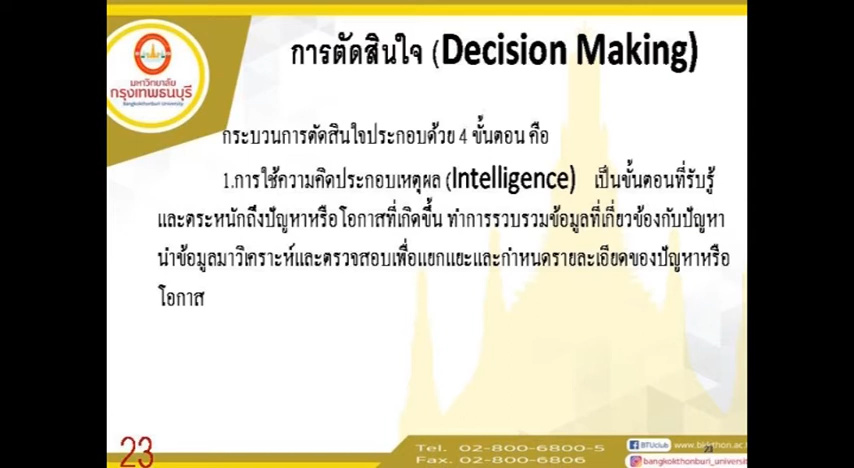 การตัดสินใจ (Decision Making)
มหาวิทยาลัย
กรุงเทพธนบุรี
Bangkokthonburi University
กระบวนการตัดสินใจประกอบด้วย 4 ขั้นตอน คือ
1.การใช้ความคิดประกอบเหตุผล (Intelligence) เป็นขั้นตอนที่รับรู้
และตระหนักถึงปัญหาหรือโอกาสที่เกิดขึ้น ทำการรวบรวมข้อมูลที่เกี่ยวข้องกับปัญหา
นำข้อมูลมาวิเคราะห์และตรวจสอบเพื่อแยกแยะและกำหนดรายละเอียดของปัญหาหรือ
โอกาส
23
Tel. 02-800-6800-5
Fax. 02-800-6806
BTUclub
23
bangkokthonburi_universit